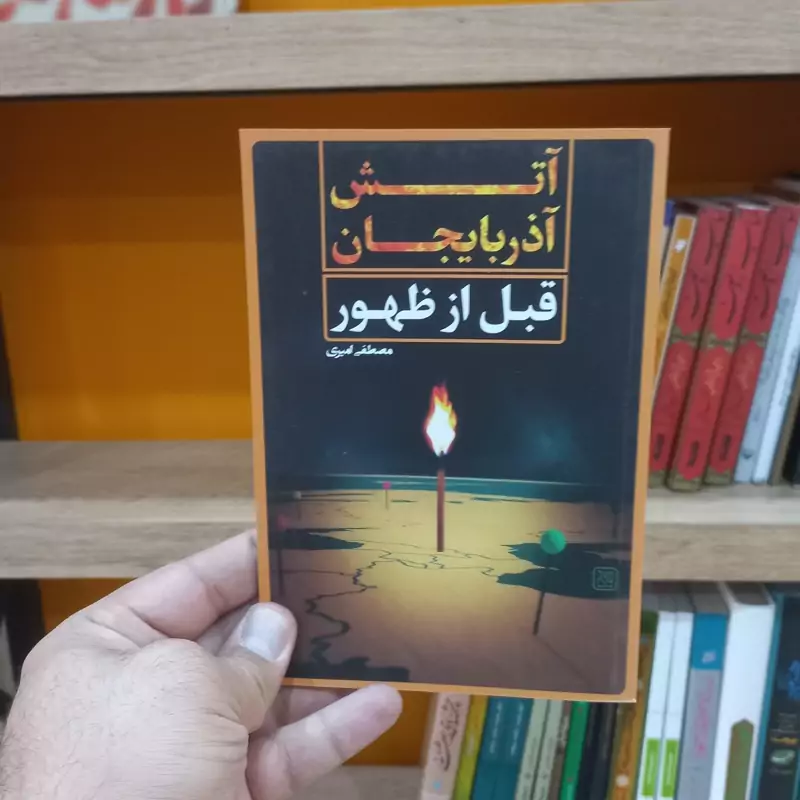 آتش
آذربایجان
قبل از ظهور
مصطفی امیری